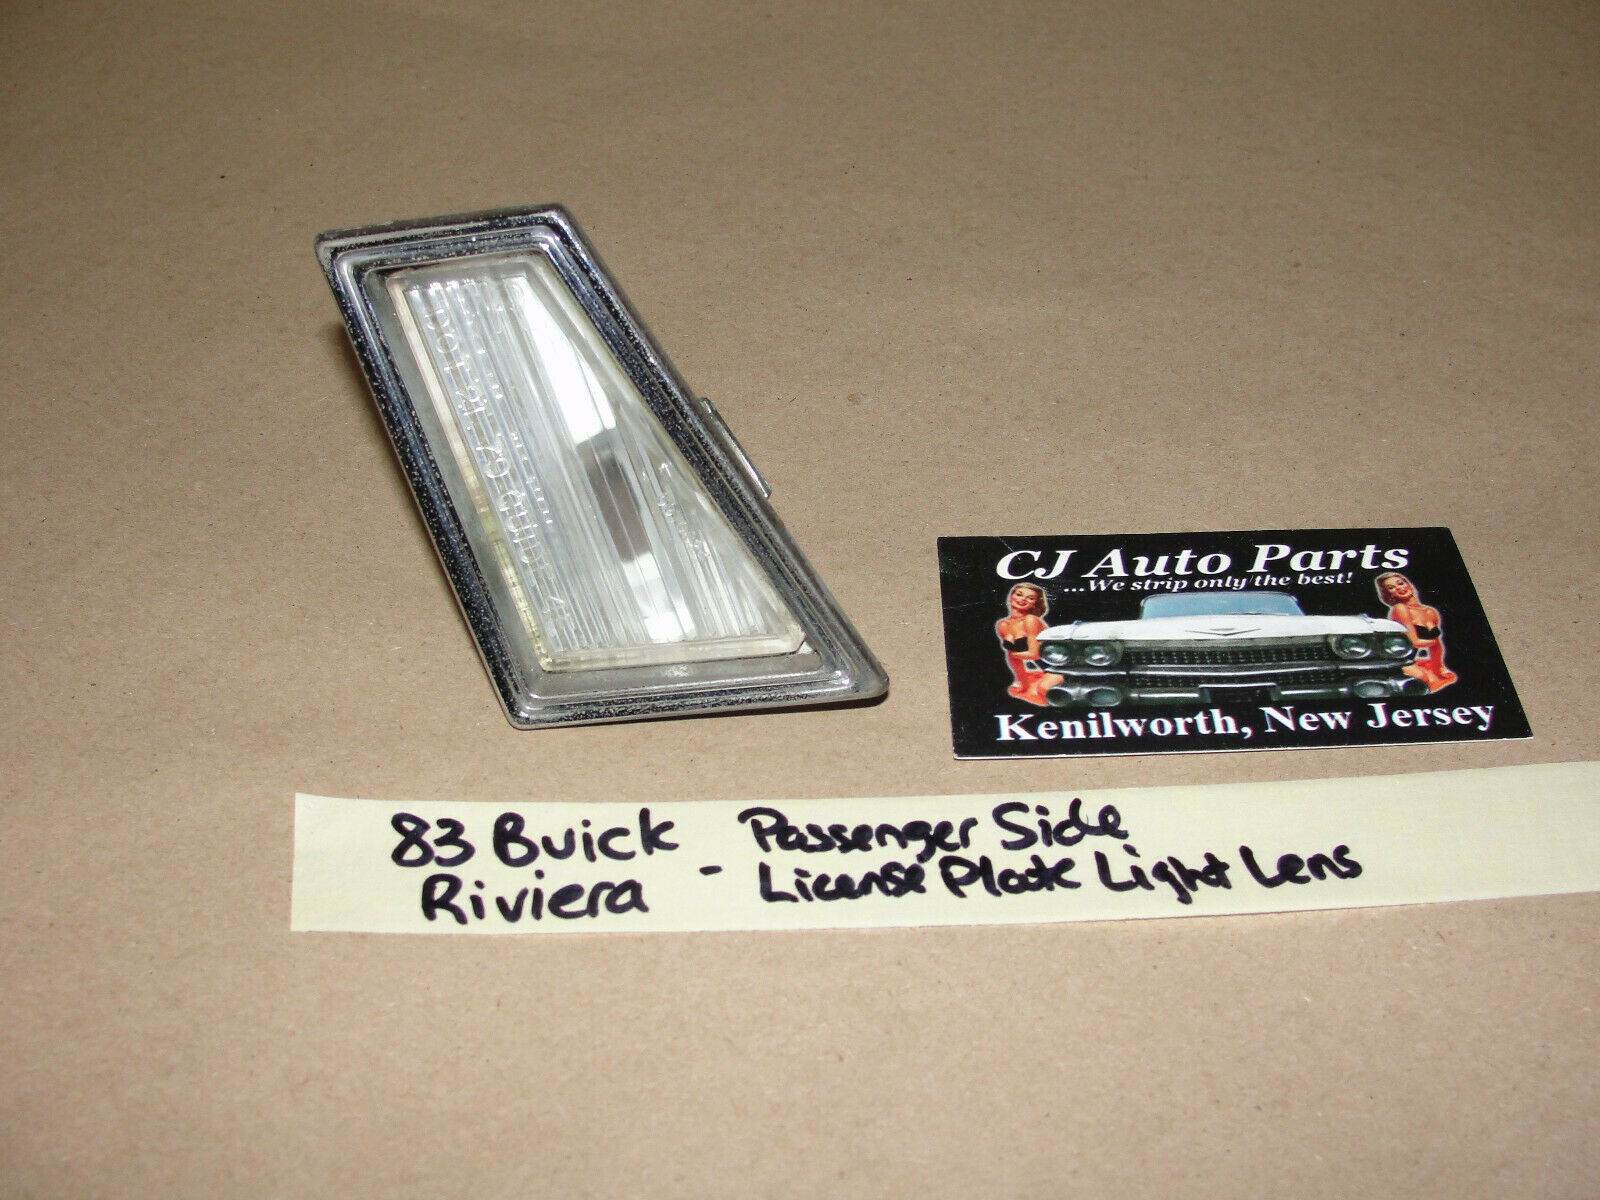 CJ Auto Parts
...We strip only the best!
Kenilworth, New Jersey
83 Buick - Passenger Side
Riviera License Plate Light Lens